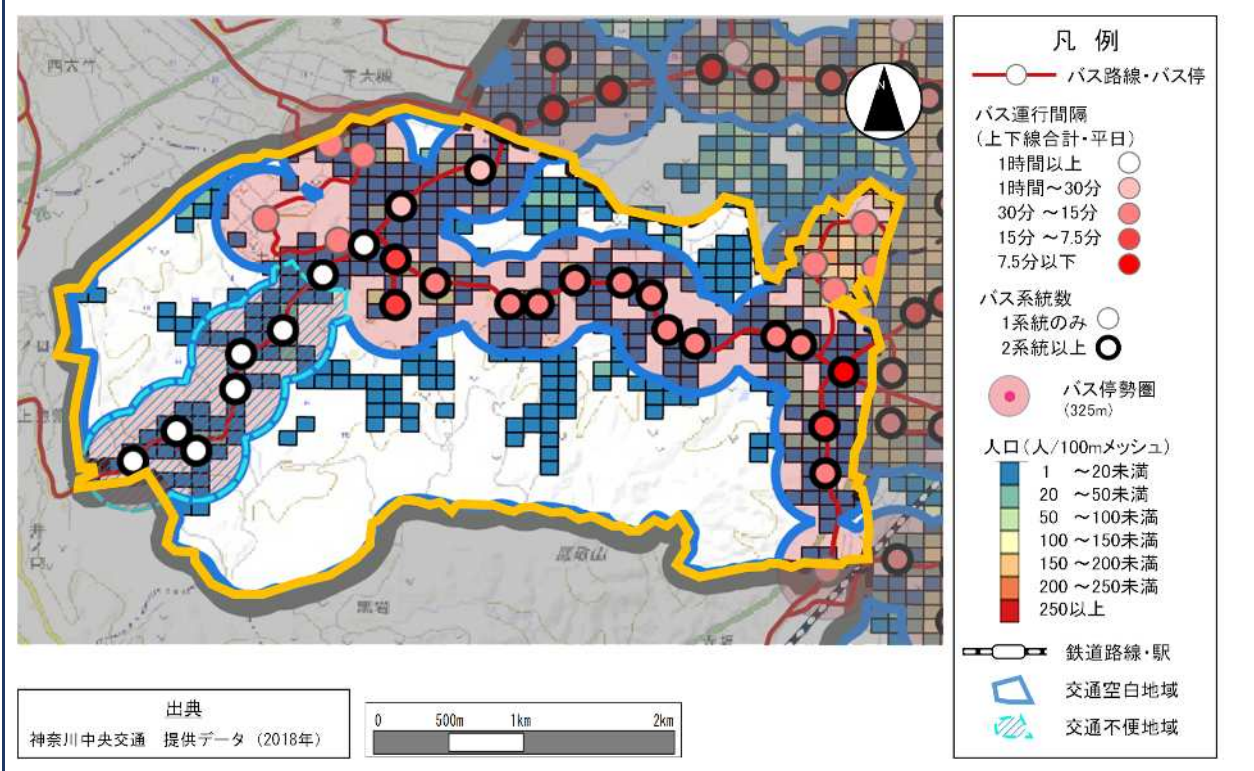 西大竹
下大槻
N
鷹取山
黒岩
凡 例
バス路線・バス停
バス運行間隔
(上下線合計・平日)
1時間以上
1時間～30分
30分 ～15分
15分 ～7.5分
7.5分以下
バス系統数
1系統のみ
2系統以上
バス停勢圏
(325m)
人口(人/100mメッシュ)
1 ～20未満
20 ～50未満
50 ～100未満
100 ～150未満
150 ～200未満
200 ～250未満
250以上
鉄道路線・駅
交通空白地域
交通不便地域
出典
神奈川中央交通 提供データ (2018年)
0 500m 1km 2km